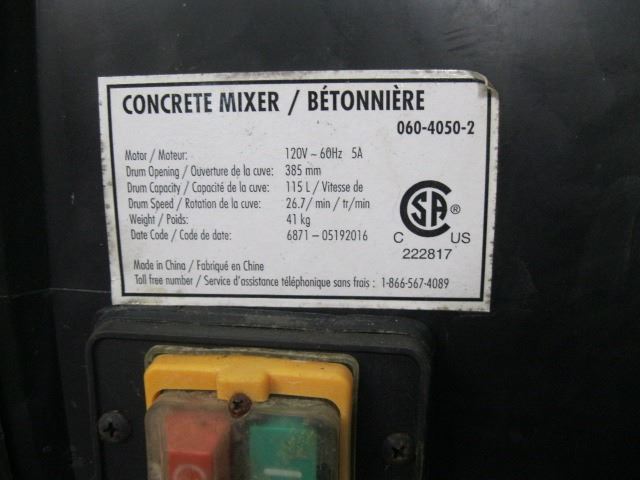 CONCRETE MIXER / BÉTONNIÈRE
060-4050-2
Motor / Moteur: 120V ~ 60Hz 5A
Drum Opening / Ouverture de la cuve: 385 mm
Drum Capacity / Capacité de la cuve: 115 L / Vitesse de
Drum Speed / Rotation de la cuve: 26.7/ min / tr/min
Weight / Poids: 41 kg
Date Code / Code de date: 6871 – 05192016
CSA ®
C US
222817
Made in China / Fabriqué en Chine
Toll free number / Service d'assistance téléphonique sans frais : 1-866-567-4089